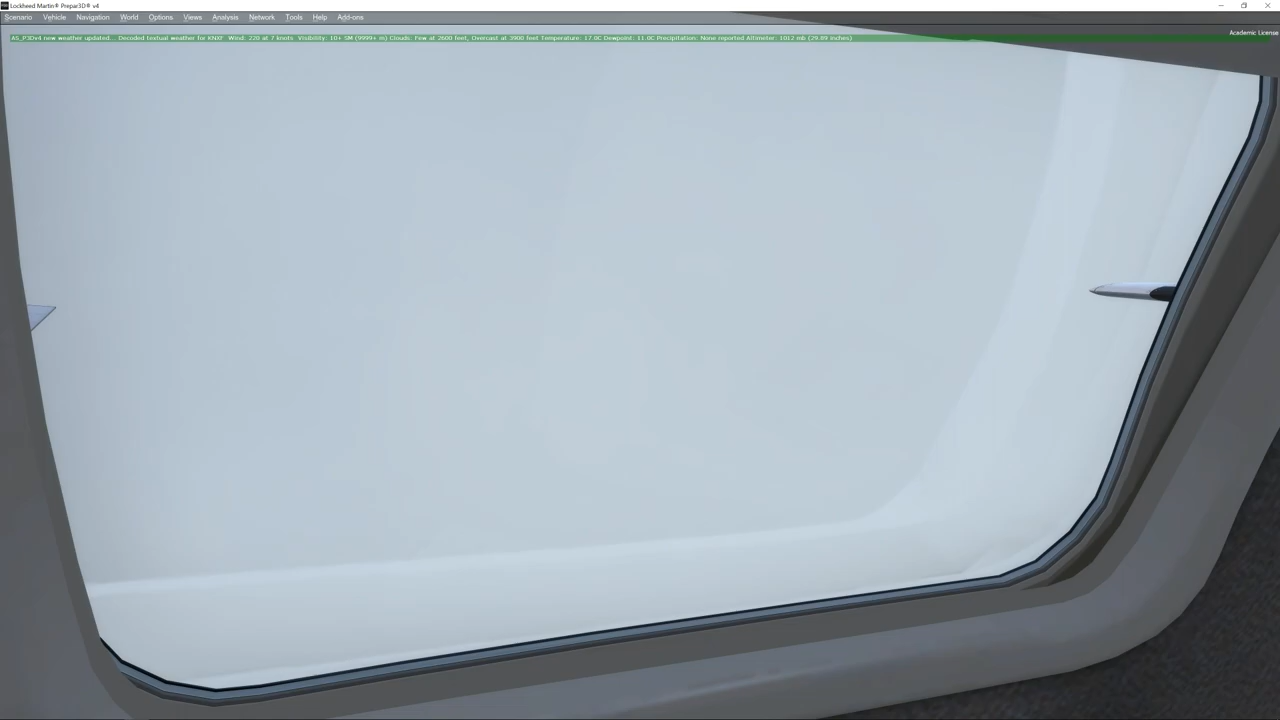 Lockheed Martin® Prepar3D® v4
Scenario Vehicle Navigation World Options Views Analysis Network Tools Help Add-ons
Academic License
AS_P3Dv4 new weather updated... Decoded textual weather for KNXF Wind: 220 at 7 knots Visibility: 10+ SM (9999+ m) Clouds: Few at 2600 feet, Overcast at 3900 feet Temperature: 17.0C Dewpoint: 11.0C Precipitation: None reported Altimeter: 1012 mb (29.89 inches)